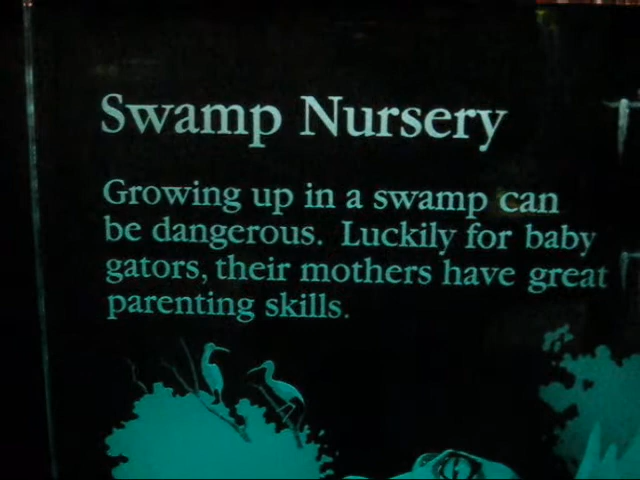 Swamp Nursery
Growing up in a swamp can
be dangerous. Luckily for baby
gators, their mothers have great
parenting skills.